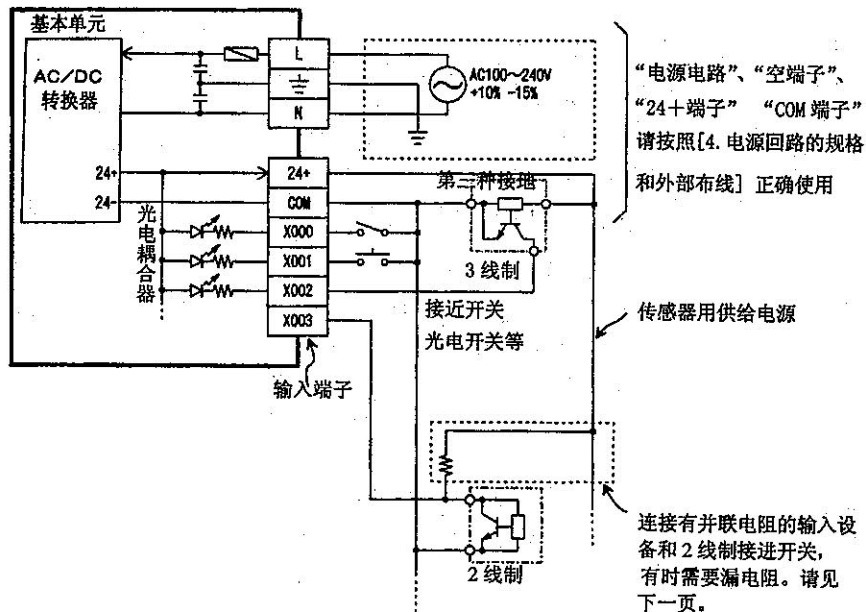 基本单元
AC/DC
转换器
L
N
AC100～240V
+10% -15%
“电源电路”、“空端子”、
“24＋端子” “COM 端子”
请按照[4.电源回路的规格
和外部布线] 正确使用
24+
24-
24+
COM
X000
X001
X002
X003
光电耦合器
第三种接地
3 线制
接近开关
光电开关等
输入端子
传感器用供给电源
2 线制
连接有并联电阻的输入设
备和 2 线制接进开关，
有时需要漏电阻。请见
下一页。